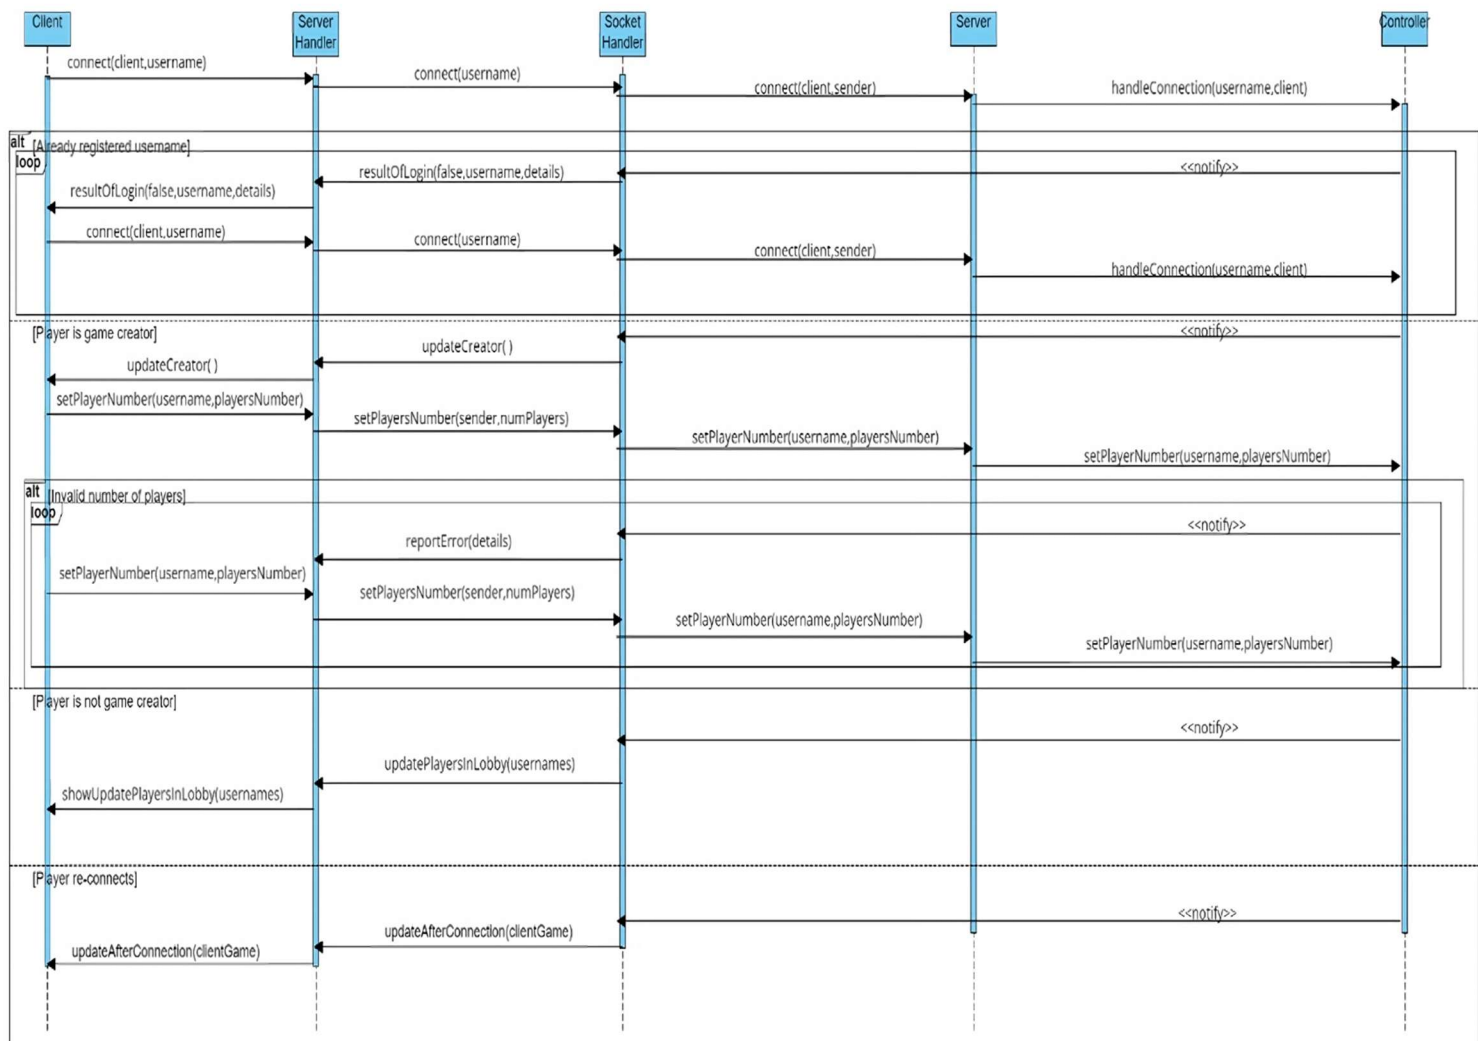 Client
Server
Handler
Socket
Handler
Server
Controller
connect(client,username)
connect(username)
connect(client,sender)
handleConnection(username,client)
alt
[Already registered username]
loop
<<notify>>
resultOfLogin(false,username,details)
resultOfLogin(false,username,details)
connect(client,username)
connect(username)
connect(client,sender)
handleConnection(username,client)
[Player is game creator]
<<notify>>
updateCreator( )
updateCreator( )
setPlayerNumber(username,playersNumber)
setPlayersNumber(sender,numPlayers)
setPlayerNumber(username,playersNumber)
setPlayerNumber(username,playersNumber)
alt
[Invalid number of players]
loop
<<notify>>
reportError(details)
setPlayerNumber(username,playersNumber)
setPlayersNumber(sender,numPlayers)
setPlayerNumber(username,playersNumber)
setPlayerNumber(username,playersNumber)
[Player is not game creator]
<<notify>>
updatePlayersInLobby(usernames)
showUpdatePlayersInLobby(usernames)
[Player re-connects]
<<notify>>
updateAfterConnection(clientGame)
updateAfterConnection(clientGame)